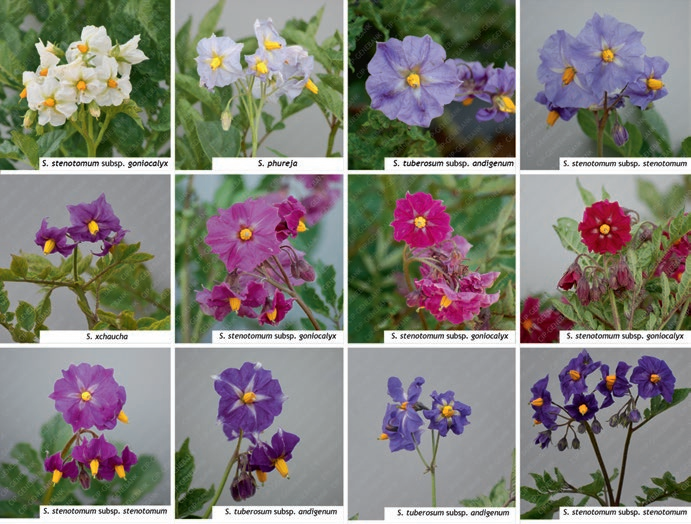 S. stenotomum subsp. goniocalyx
S. phureja
S. tuberosum subsp. andigenum
S. stenotomum subsp. stenotomum
S. xchaucha
S. stenotomum subsp. goniocalyx
S. stenotomum subsp. goniocalyx
S. stenotomum subsp. goniocalyx
S. stenotomum subsp. stenotomum
S. tuberosum subsp. andigenum
S. tuberosum subsp. andigenum
S. stenotomum subsp. stenotomum